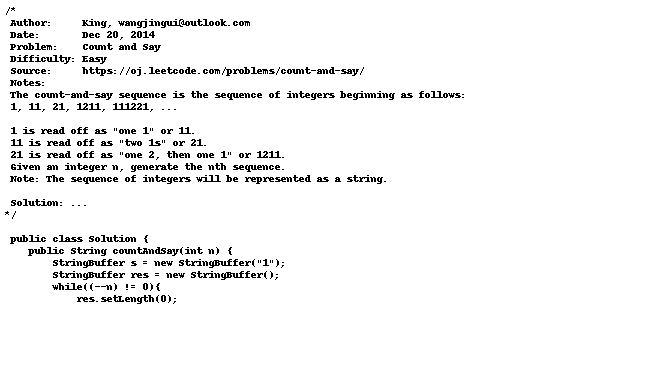 /*
Author:     King, wangjingui@outlook.com
Date:       Dec 20, 2014
Problem:    Count and Say
Difficulty: Easy
Source:     https://oj.leetcode.com/problems/count-and-say/
Notes:
The count-and-say sequence is the sequence of integers beginning as follows:
1, 11, 21, 1211, 111221, ...
1 is read off as "one 1" or 11.
11 is read off as "two 1s" or 21.
21 is read off as "one 2, then one 1" or 1211.
Given an integer n, generate the nth sequence.
Note: The sequence of integers will be represented as a string.
Solution: ...
*/
public class Solution {
public String countAndSay(int n) {
StringBuffer s = new StringBuffer("1");
StringBuffer res = new StringBuffer();
while((--n) != 0){
res.setLength(0);